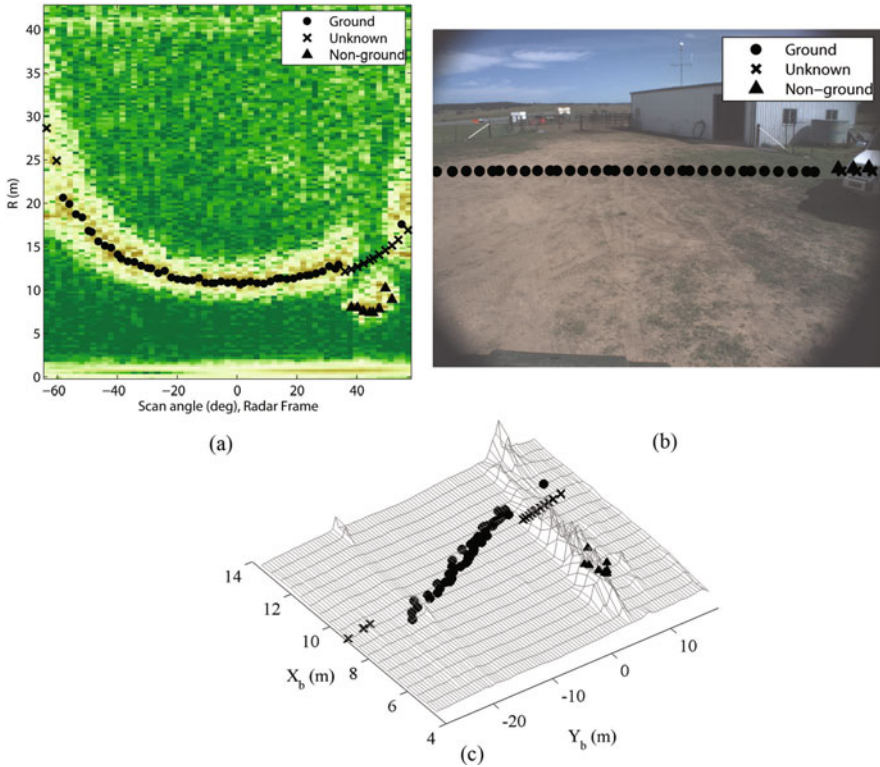 40
35
30
25
20
15
10
5
0
R (m)
Ground
Unknown
Non-ground
−60 −40 −20 0 20 40
Scan angle (deg), Radar Frame
(a)
Ground
Unknown
Non−ground
(b)
14
12
10
8
6
4
X_b (m)
−20
−10
0
10
Y_b (m)
(c)